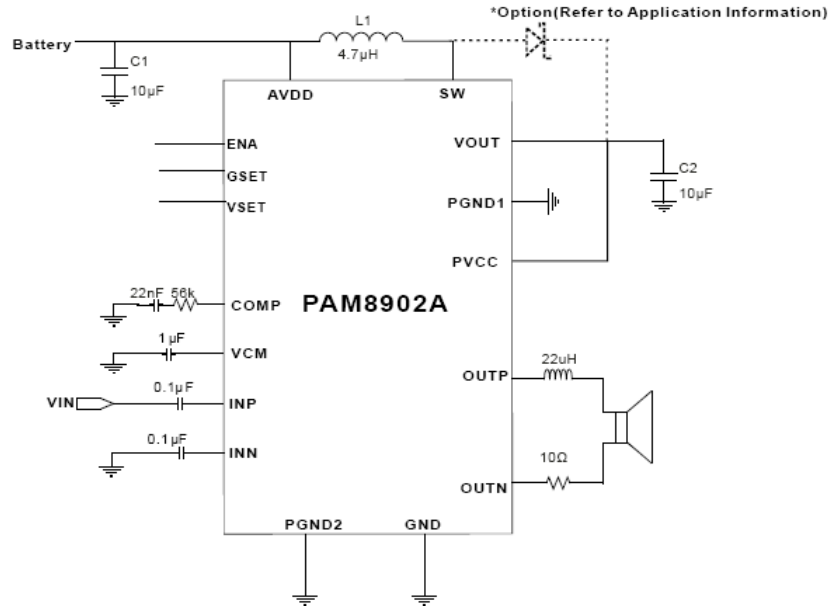 *Option(Refer to Application Information)
L1
Battery
4.7µH
C1
10µF
AVDD
SW
ENA
VOUT
GSET
C2
10µF
VSET
PGND1
PVCC
22nF 56k
COMP
PAM8902A
1µF
VCM
22uH
OUTP
0.1µF
VIN
INP
0.1µF
INN
10Ω
OUTN
PGND2
GND